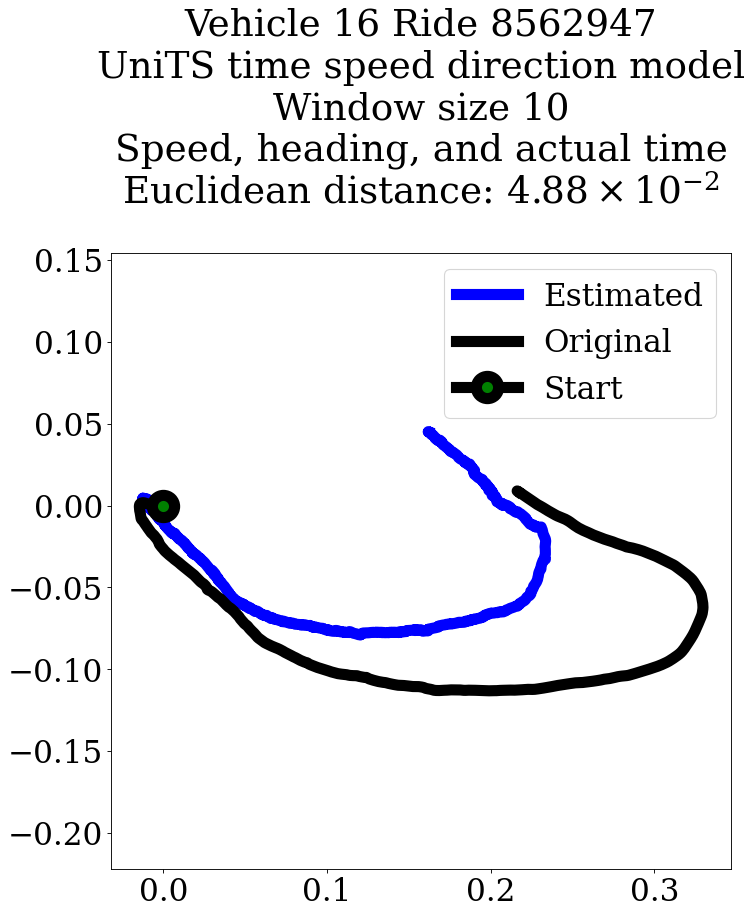 Vehicle 16 Ride 8562947
UniTS time speed direction model
Window size 10
Speed, heading, and actual time
Euclidean distance: 4.88 × 10⁻²
Estimated
Original
Start
0.15
0.10
0.05
0.00
−0.05
−0.10
−0.15
−0.20
0.0 0.1 0.2 0.3